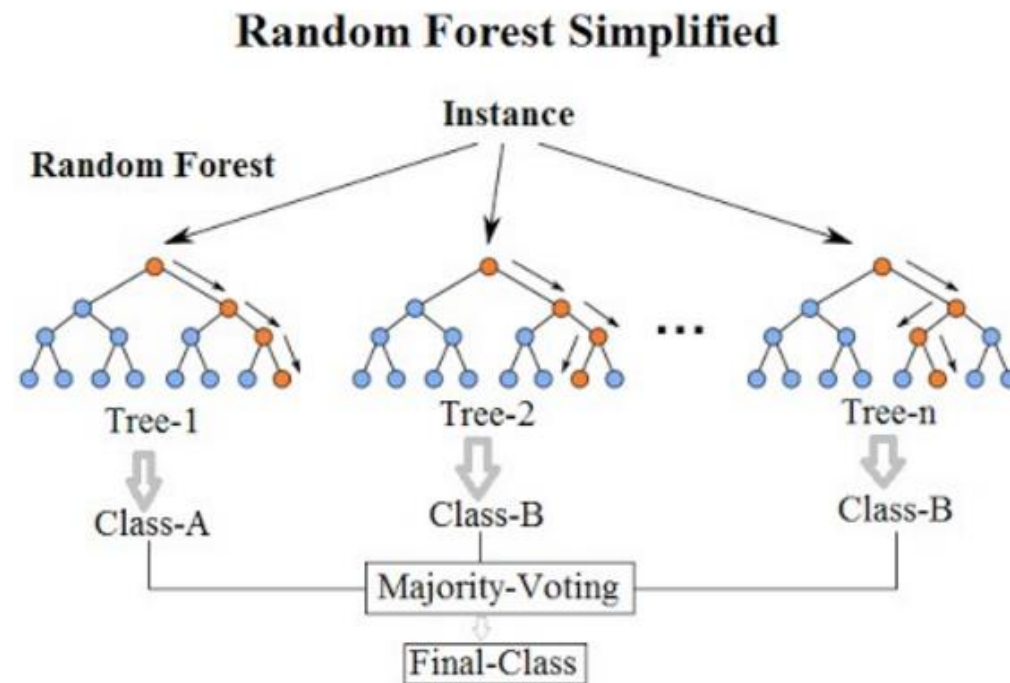 Random Forest Simplified
Instance
Random Forest
...
Tree-1
Tree-2
Tree-n
Class-A
Class-B
Class-B
Majority-Voting
Final-Class